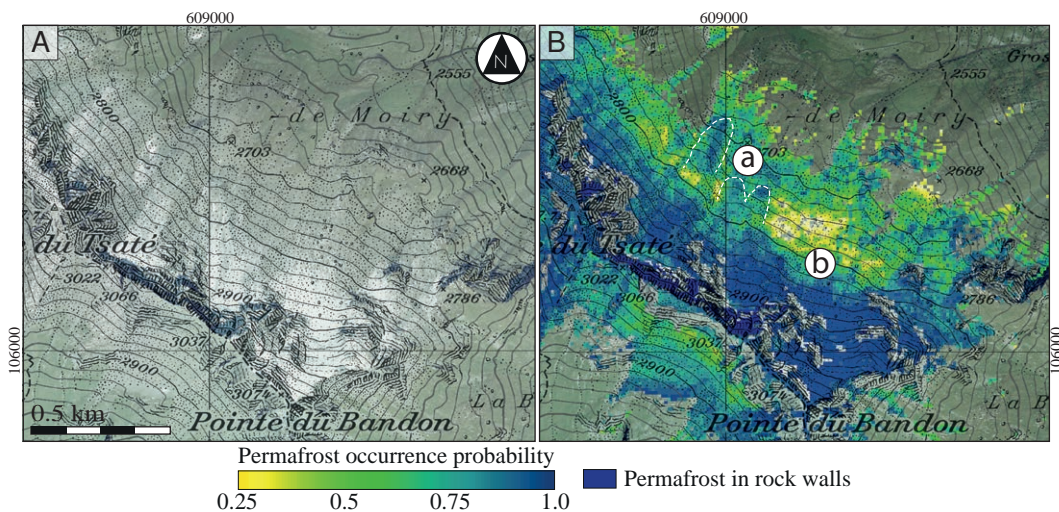 609000
609000
A
N
B
2555
2555
Gros
2800
- de Moiry
- de Moiry
2703
2703
a
2668
2668
du Tsaté
du Tsaté
b
3022
3022
3066
3066
2900
2900
2786
2786
3037
3037
106000
106000
2900
2900
3074
3074
La B
La B
0.5 km
Pointe du Bandon
Pointe du Bandon
Permafrost occurrence probability
Permafrost in rock walls
0.25
0.5
0.75
1.0